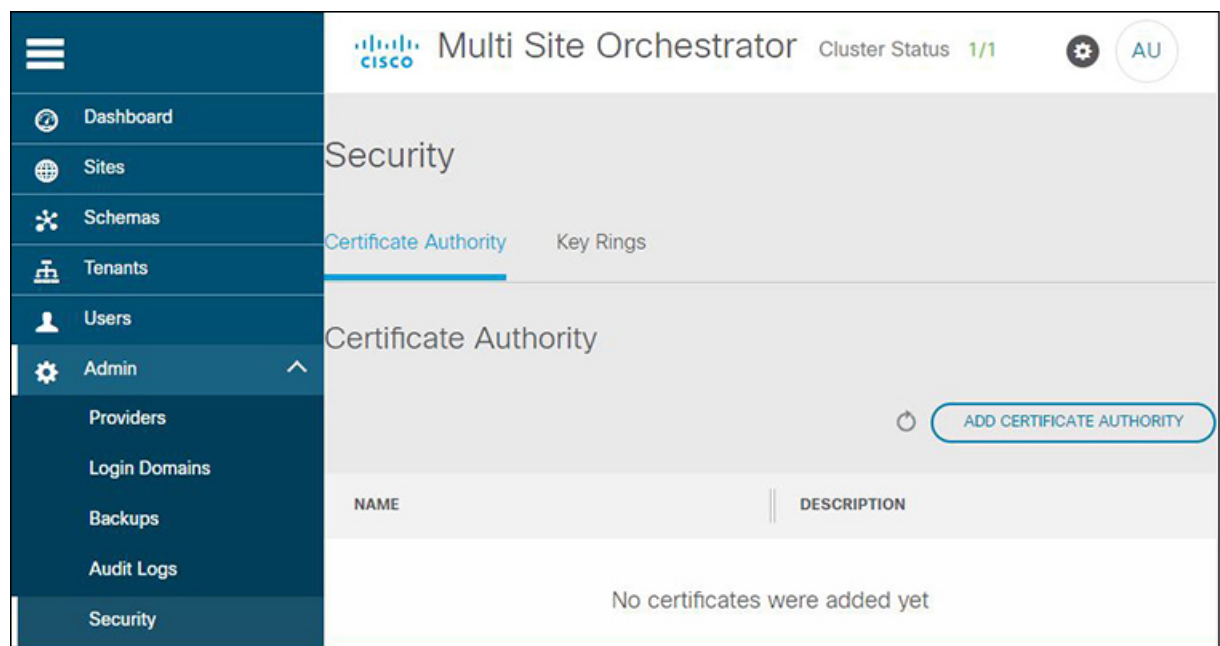 CISCO Multi Site Orchestrator Cluster Status 1/1 AU
Dashboard
Sites
Schemas
Tenants
Users
Admin
Providers
Login Domains
Backups
Audit Logs
Security
Security
Certificate Authority Key Rings
Certificate Authority
ADD CERTIFICATE AUTHORITY
NAME DESCRIPTION
No certificates were added yet